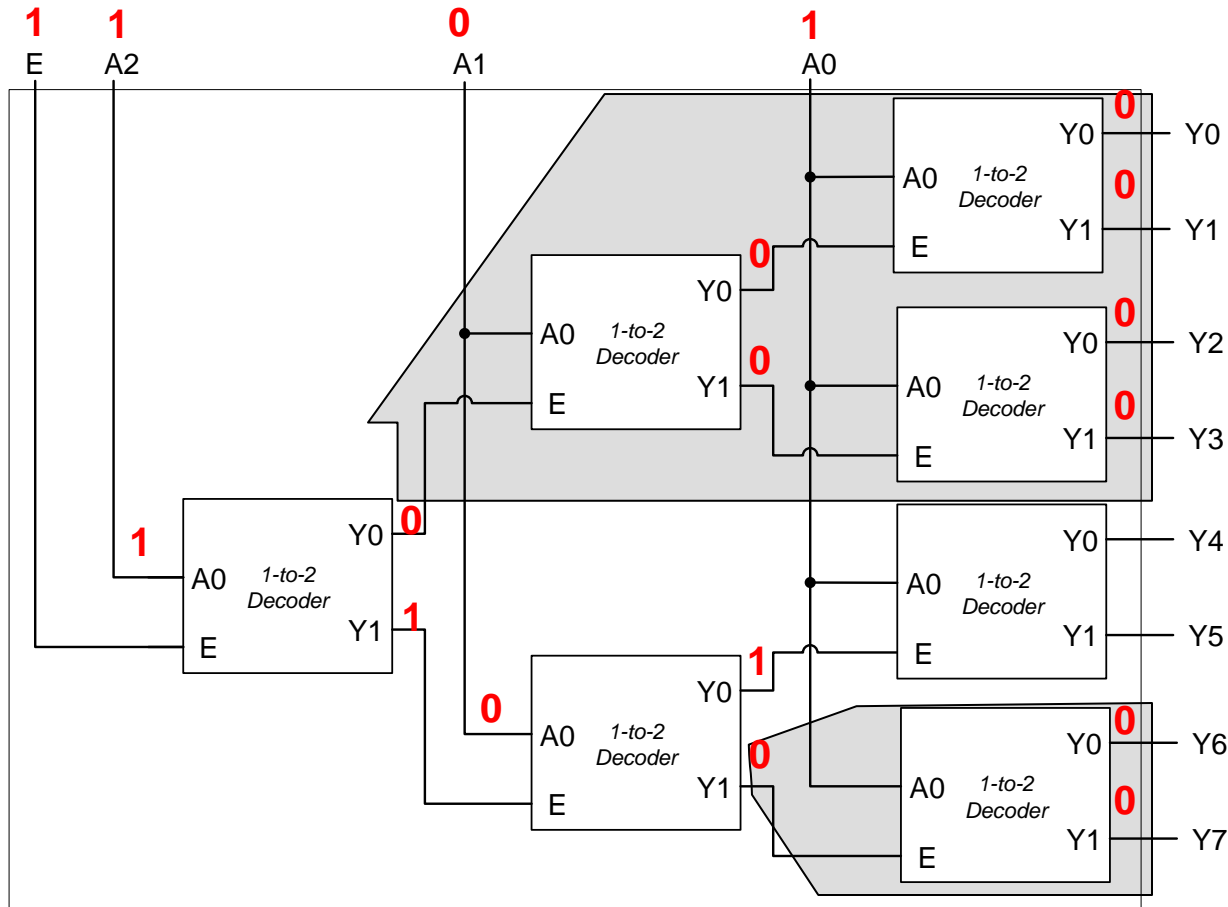 1 1 0 1
E A2 A1 A0
0
Y0 Y0
A0 1-to-2 0
Decoder
Y1 Y1
E
0
Y0
0
Y0 Y2
A0 1-to-2
Decoder
0
Y1
E
A0 1-to-2
Decoder
0
Y1 Y3
E
0
Y0
1
A0 1-to-2
Decoder
1
Y1
E
Y0 Y4
A0 1-to-2
Decoder
Y1 Y5
E
1
Y0
0
A0 1-to-2
Decoder
0
Y1
E
0
Y0 Y6
A0 1-to-2
Decoder
0
Y1 Y7
E